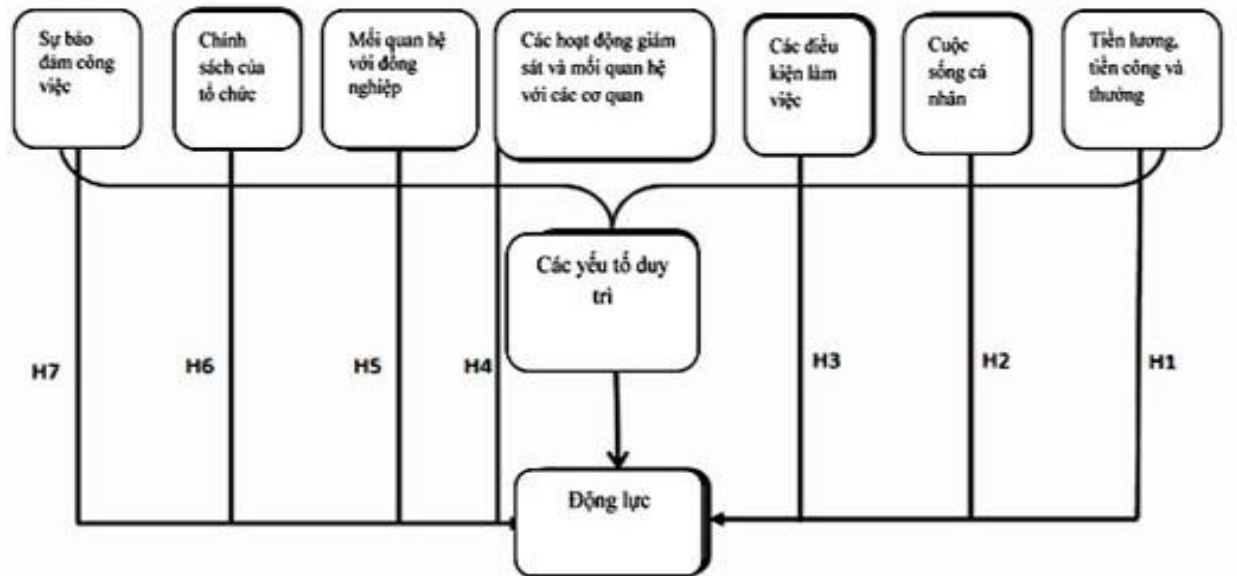 Sự bảo
đảm công
việc
Chính
sách của
tổ chức
Mối quan hệ
với đồng
nghiệp
Các hoạt động giám
sát và mối quan hệ
với các cơ quan
Các điều
kiện làm
việc
Cuộc
sống cá
nhân
Tiền lương,
tiền công và
thưởng
Các yếu tố duy
trì
H7
H6
H5
H4
H3
H2
H1
Động lực